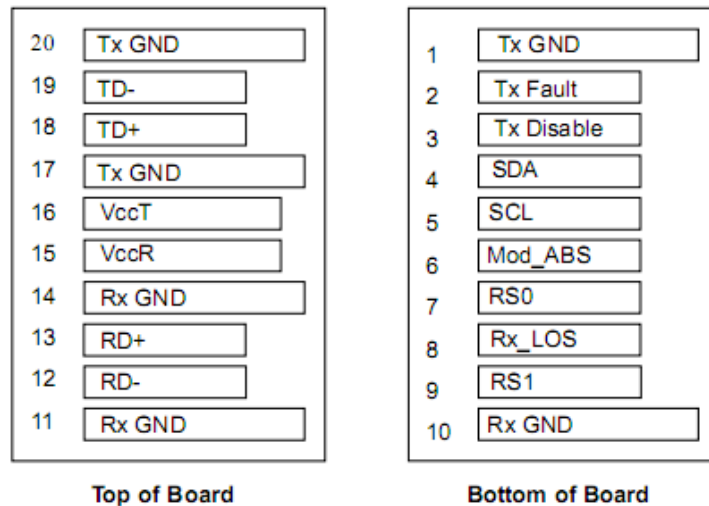 20 Tx GND
19 TD-
18 TD+
17 Tx GND
16 VccT
15 VccR
14 Rx GND
13 RD+
12 RD-
11 Rx GND
Top of Board
1 Tx GND
2 Tx Fault
3 Tx Disable
4 SDA
5 SCL
6 Mod_ABS
7 RS0
8 Rx_LOS
9 RS1
10 Rx GND
Bottom of Board